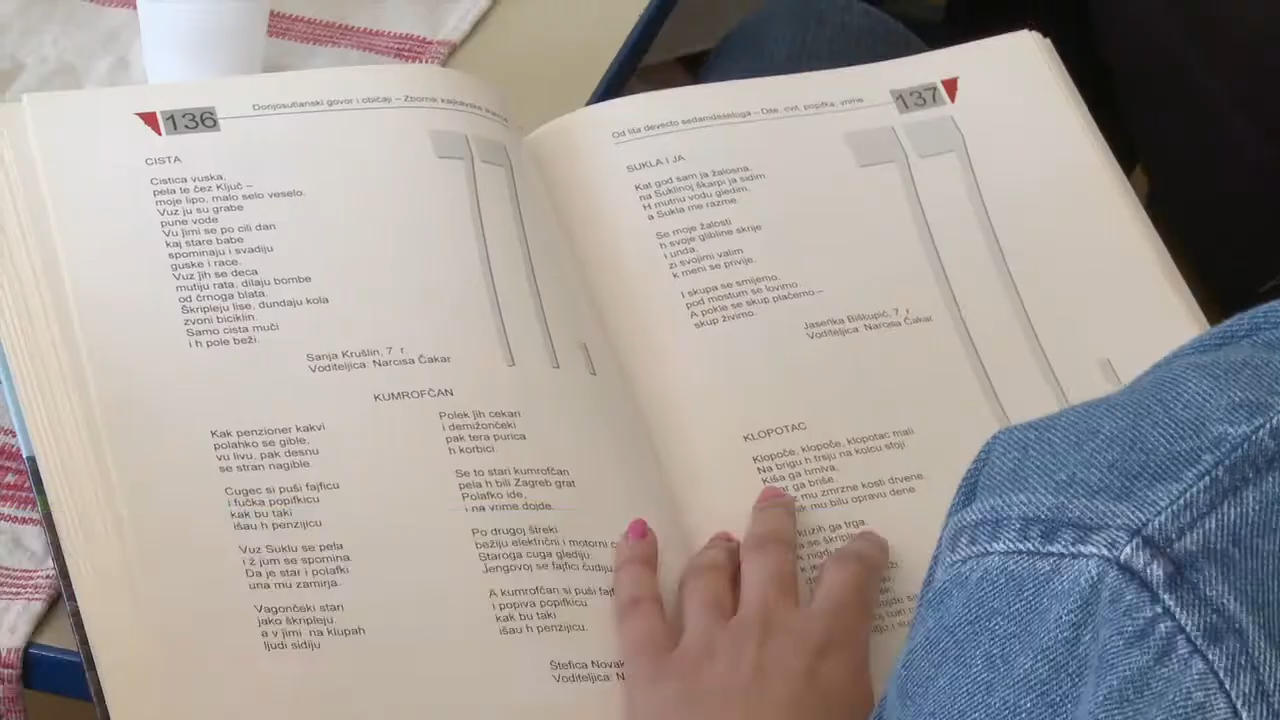 136
Donjosutlanski govor i običaji – Zbornik kajkavske
CISTA
Cistica vuska,
pela te čez Ključ –
moje lipo, malo selo veselo.
Vuz ju su grabe
pune vode
Vu jimi se po cili dan
kaj stare babe
spominaju i svadiju
guske i race.
Vuz jih se deca
mutiju rata, dilaju bombe
od črnoga blata.
Škripleju lise, dundaju kola
zvoni biciklin.
Samo cista muči
i h pole beži.
Sanja Krušlin, 7 r.
Voditeljica: Narcisa Čakar
KUMROFČAN
Kak penzioner kakvi
polahko se gible,
vu livu, pak desnu
se stran nagible.
Cugec si puši fajficu
i fučka popifkicu
kak bu taki
išau h penzijicu
Vuz Suklu se pela
i ž jum se spomina.
Da je star i polafki
una mu zamirja.
Vagončeki stari
jako škripleju,
a v jimi na klupah
ljudi sidiju
Polek jih cekari
i demižončeki
pak tera purica
h korbici.
Se to stari kumrofčan
pela h bili Zagreb grat
Polafko ide,
i na vrime dojde.
Po drugoj štreki
bežiju električni i motorni
Staroga cuga glediju,
Jengovoj se fajfici čudiju,
A kumrofčan si puši
i popiva popifkicu
kak bu taki
išau h penzijicu.
Štefica Novak
Voditeljica:
Od lita devecto sedamdesetoga – Dite, cvit, popifka, vrime
137
SUKLA I JA
Kat god sam ja žalosna,
na Suklinoj škarpi ja sidim
H mutnu vodu gledim,
a Sukla me razme.
Se moje žalosti
h svoje glibline skrije
i unda,
zi svojimi valim
k meni se privije.
I skupa se smijemo,
pod mostum se lovimo.
A pokle se skup plačemo –
skup živimo.
Jasenka Biškupić, 7 r.
Voditeljica: Narcisa Čakar
KLOPOTAC
Klopoče, klopoče, klopotac mali
Na brigu h trsju na kolcu stoji.
Kiša ga hmiva,
ga briše.
mu zmrzne kosti drvene,
mu bilu opravu dene
križih ga trga,